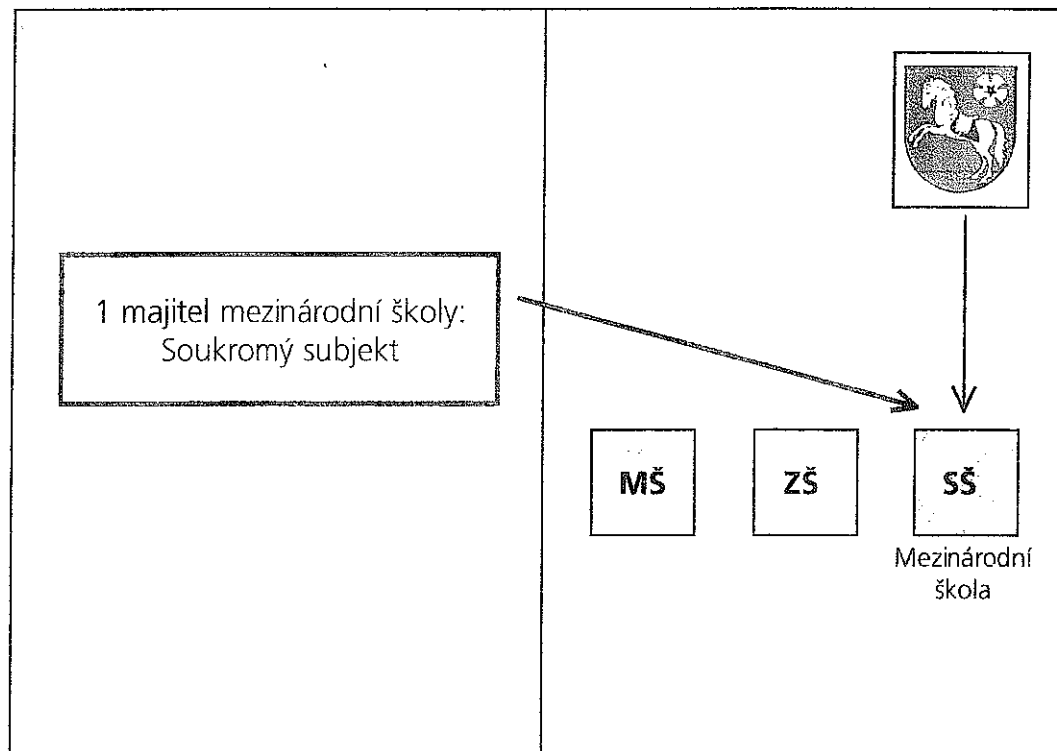 1 majitel mezinárodní školy:
Soukromý subjekt
MŠ
ZŠ
SŠ
Mezinárodní
škola